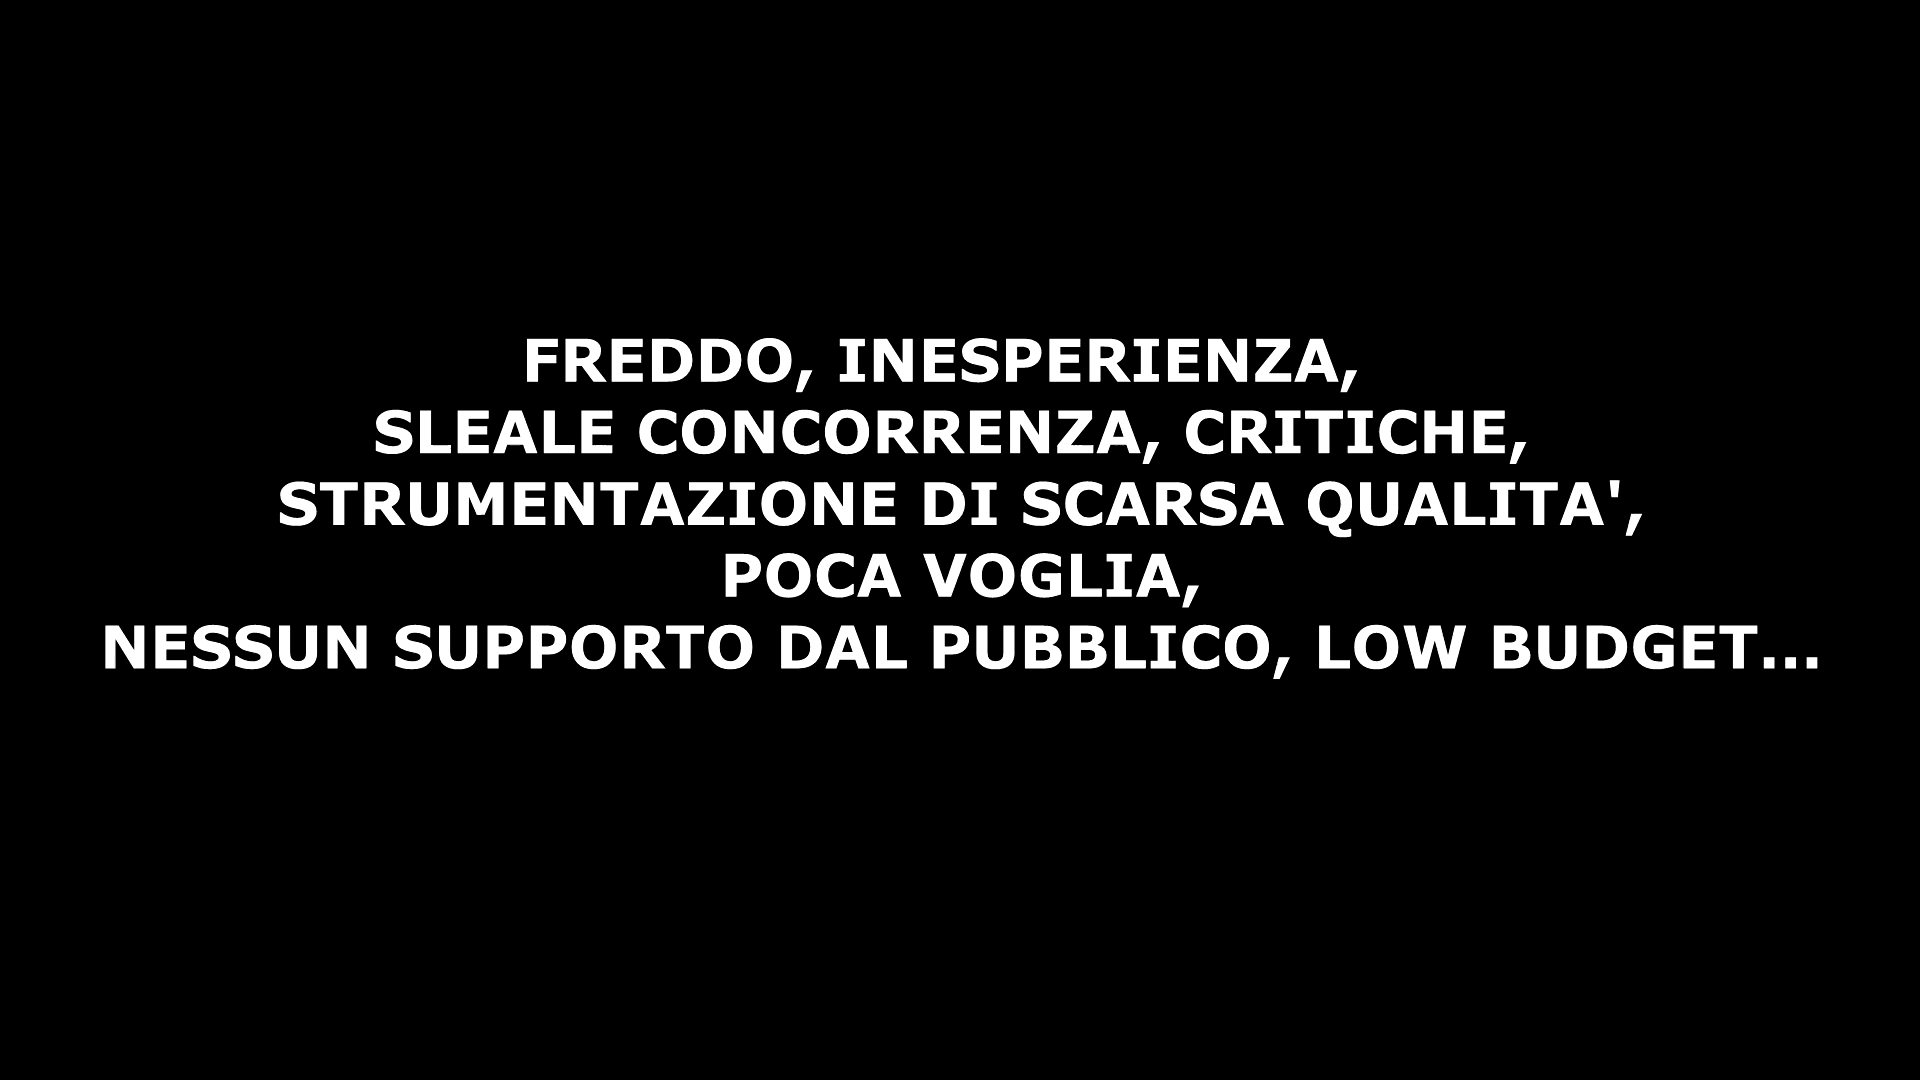 FREDDO, INESPERIENZA,
SLEALE CONCORRENZA, CRITICHE,
STRUMENTAZIONE DI SCARSA QUALITA',
POCA VOGLIA,
NESSUN SUPPORTO DAL PUBBLICO, LOW BUDGET...